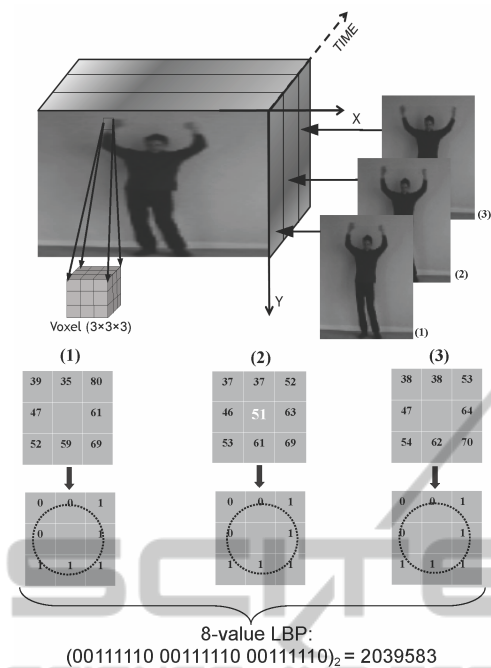 TIME
X
(3)
(2)
Y
(1)
Voxel (3×3×3)
(1) (2) (3)
39 35 80 37 37 52 38 38 53
47 61 46 51 63 47 64
52 59 69 53 61 69 54 62 70
0 0 1 0 0 1 0 0 1
0 1 0 1 0 1
1 1 1 1 1 1 1 1 1
SCITE
8-value LBP:
(00111110 00111110 00111110)2 = 2039583